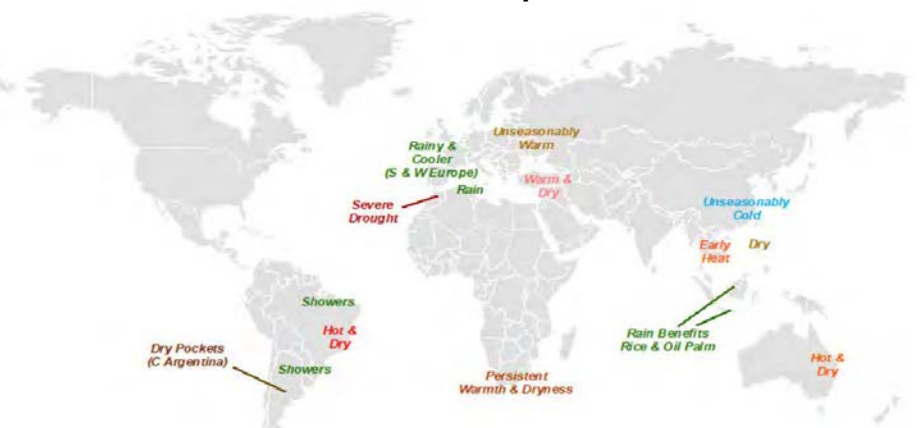 Unseasonably
Warm
Rainy &
Cooler
(S & W Europe)
Rain
Warm &
Dry
Severe
Drought
Unseasonably
Cold
Early
Heat
Dry
Showers
Hot &
Dry
Dry Pockets
(C Argentina)
Showers
Persistent
Warmth & Dryness
Rain Benefits
Rice & Oil Palm
Hot &
Dry